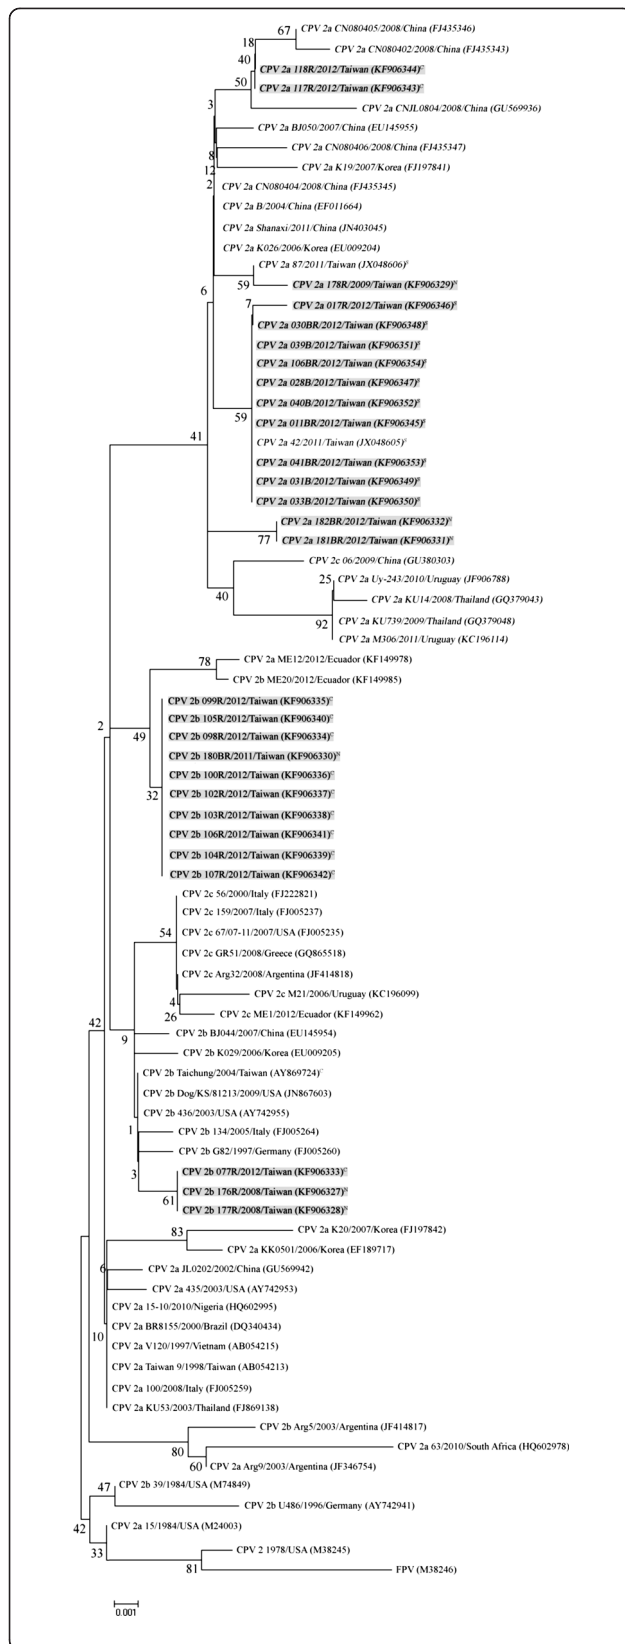 67
CPV 2a CN080405/2008/China (FJ435346)
18
CPV 2a CN080402/2008/China (FJ435343)
40
CPV 2a 118R/2012/Taiwan (KF906344)
50
CPV 2a 117R/2012/Taiwan (KF906343)
CPV 2a CNJL0804/2008/China (GU569936)
3
CPV 2a BJ050/2007/China (EU145955)
8
CPV 2a CN080406/2008/China (FJ435347)
12
CPV 2a K19/2007/Korea (FJ197841)
2
CPV 2a CN080404/2008/China (FJ435345)
CPV 2a B/2004/China (EF011664)
CPV 2a Shanaxi/2011/China (JN403045)
CPV 2a K026/2006/Korea (EU009204)
CPV 2a 87/2011/Taiwan (JX048606)
6
59
CPV 2a 178R/2009/Taiwan (KF906329)
7
CPV 2a 017R/2012/Taiwan (KF906346)
CPV 2a 030BR/2012/Taiwan (KF906348)
CPV 2a 039B/2012/Taiwan (KF906351)
CPV 2a 106BR/2012/Taiwan (KF906354)
CPV 2a 028B/2012/Taiwan (KF906347)
CPV 2a 040B/2012/Taiwan (KF906352)
59
CPV 2a 011BR/2012/Taiwan (KF906345)
41
CPV 2a 42/2011/Taiwan (JX048605)
CPV 2a 041BR/2012/Taiwan (KF906353)
CPV 2a 031B/2012/Taiwan (KF906349)
CPV 2a 033B/2012/Taiwan (KF906350)
CPV 2a 182BR/2012/Taiwan (KF906332)
77
CPV 2a 181BR/2012/Taiwan (KF906331)
CPV 2c 06/2009/China (GU380303)
25
CPV 2a Uy-243/2010/Uruguay (JF906788)
40
CPV 2a KU14/2008/Thailand (GQ379043)
92
CPV 2a KU739/2009/Thailand (GQ379048)
CPV 2a M306/2011/Uruguay (KC196114)
78
CPV 2a ME12/2012/Ecuador (KF149978)
CPV 2b ME20/2012/Ecuador (KF149985)
CPV 2b 099R/2012/Taiwan (KF906335)
2
CPV 2b 105R/2012/Taiwan (KF906340)
49
CPV 2b 098R/2012/Taiwan (KF906334)
CPV 2b 180BR/2011/Taiwan (KF906330)
CPV 2b 100R/2012/Taiwan (KF906336)
32
CPV 2b 102R/2012/Taiwan (KF906337)
CPV 2b 103R/2012/Taiwan (KF906338)
CPV 2b 106R/2012/Taiwan (KF906341)
CPV 2b 104R/2012/Taiwan (KF906339)
CPV 2b 107R/2012/Taiwan (KF906342)
CPV 2c 56/2000/Italy (FJ222821)
CPV 2c 159/2007/Italy (FJ005237)
54
CPV 2c 67/07-11/2007/USA (FJ005235)
CPV 2c GR51/2008/Greece (GQ865518)
CPV 2c Arg32/2008/Argentina (JF414818)
CPV 2c M21/2006/Uruguay (KC196099)
4
26
CPV 2c ME1/2012/Ecuador (KF149962)
42
CPV 2b BJ044/2007/China (EU145954)
9
CPV 2b K029/2006/Korea (EU009205)
CPV 2b Taichung/2004/Taiwan (AY869724)
CPV 2b Dog/KS/81213/2009/USA (JN867603)
CPV 2b 436/2003/USA (AY742955)
1
CPV 2b 134/2005/Italy (FJ005264)
CPV 2b G82/1997/Germany (FJ005260)
3
CPV 2b 077R/2012/Taiwan (KF906333)
61
CPV 2b 176R/2008/Taiwan (KF906327)
CPV 2b 177R/2008/Taiwan (KF906328)
83
CPV 2a K20/2007/Korea (FJ197842)
CPV 2a KK0501/2006/Korea (EF189717)
6
CPV 2a JL0202/2002/China (GU569942)
CPV 2a 435/2003/USA (AY742953)
CPV 2a 15-10/2010/Nigeria (HQ602995)
CPV 2a BR8155/2000/Brazil (DQ340434)
10
CPV 2a V120/1997/Vietnam (AB054215)
CPV 2a Taiwan 9/1998/Taiwan (AB054213)
CPV 2a 100/2008/Italy (FJ005259)
CPV 2a KU53/2003/Thailand (FJ869138)
CPV 2b Arg5/2003/Argentina (JF414817)
80
CPV 2a 63/2010/South Africa (HQ602978)
60
CPV 2a Arg9/2003/Argentina (JF346754)
47
CPV 2b 39/1984/USA (M74849)
CPV 2b U486/1996/Germany (AY742941)
42
CPV 2a 15/1984/USA (M24003)
33
CPV 2 1978/USA (M38245)
81
FPV (M38246)
0.001